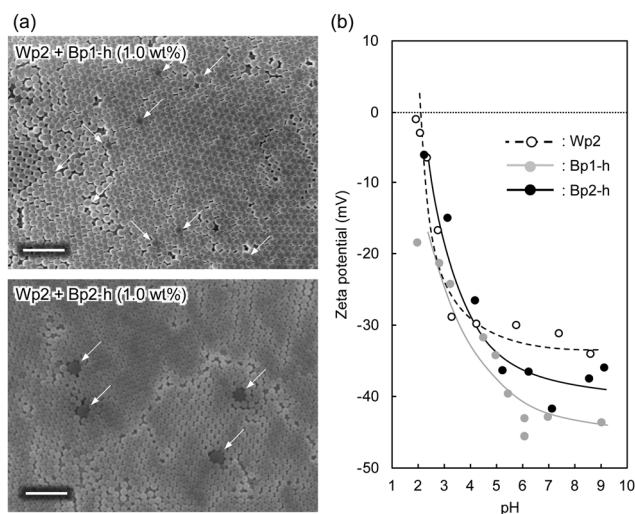 (a)
Wp2 + Bp1-h (1.0 wt%)
Wp2 + Bp2-h (1.0 wt%)
(b)
Zeta potential (mV)
10
0
-10
-20
-30
-40
-50
: Wp2
: Bp1-h
: Bp2-h
1 2 3 4 5 6 7 8 9 10
pH